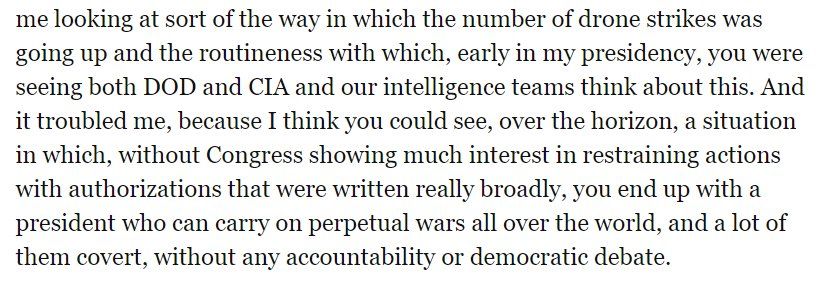 me looking at sort of the way in which the number of drone strikes was
going up and the routineness with which, early in my presidency, you were
seeing both DOD and CIA and our intelligence teams think about this. And
it troubled me, because I think you could see, over the horizon, a situation
in which, without Congress showing much interest in restraining actions
with authorizations that were written really broadly, you end up with a
president who can carry on perpetual wars all over the world, and a lot of
them covert, without any accountability or democratic debate.